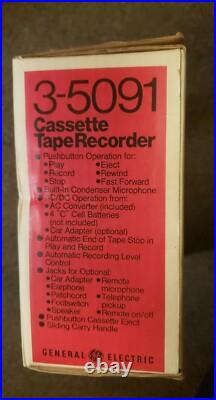 3-5091
Cassette
Tape Recorder
Pushbutton Operation for:
• Play • Eject
• Record • Rewind
• Stop • Fast Forward
Built-in Condenser Microphone
AC/DC Operation from:
• AC Converter (included)
• 4 "C" Cell Batteries
(not included)
• Car Adapter (optional)
Automatic End of Tape Stop in
Play and Record
Automatic Recording Level
Control
Jacks for Optional:
• Car Adapter • Remote
• Earphone microphone
• Patchcord • Telephone
• Footswitch pickup
• Speaker • Remote on/off
Pushbutton Cassette Eject
Sliding Carry Handle
GENERAL ELECTRIC